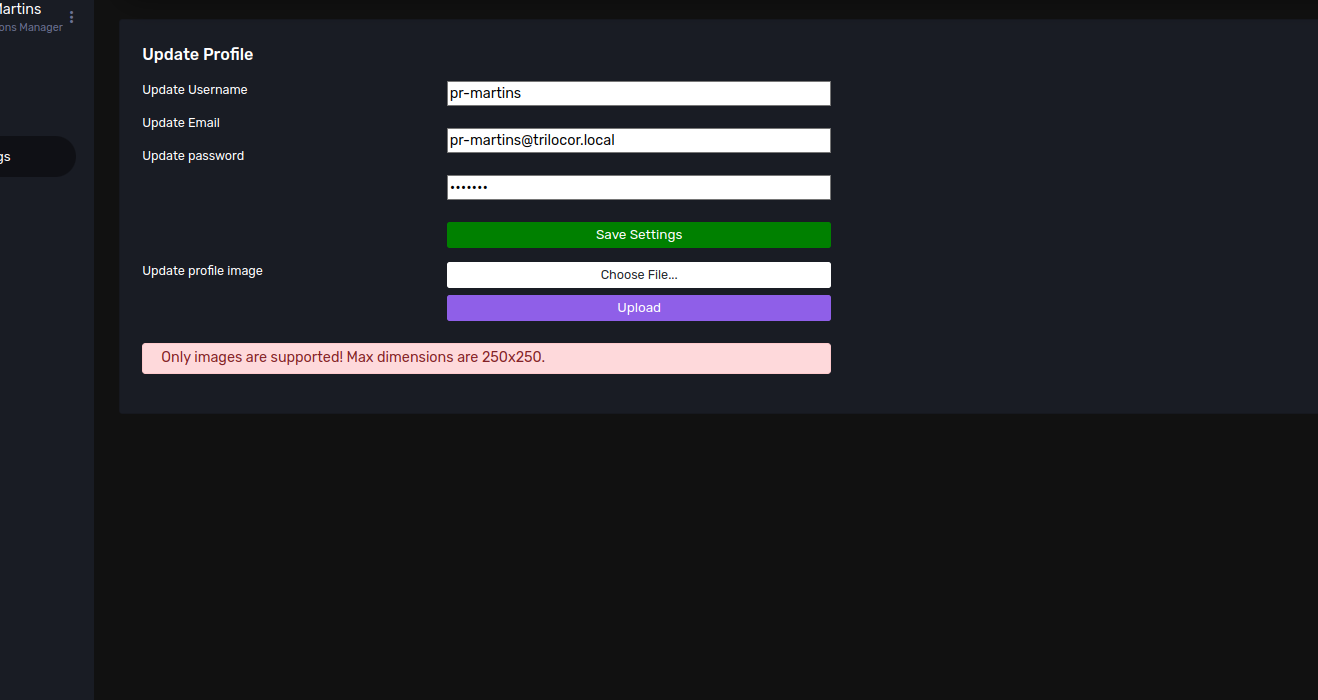 Martins
ons Manager
gs
Update Profile
Update Username
pr-martins
Update Email
pr-martins@trilocor.local
Update password
•••••••
Save Settings
Update profile image
Choose File...
Upload
Only images are supported! Max dimensions are 250x250.